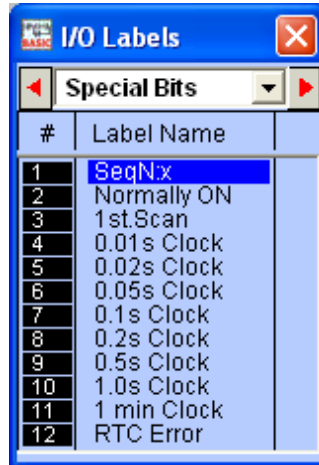 I/O Labels
Special Bits
# Label Name
1 SeqN:x
2 Normally ON
3 1st.Scan
4 0.01s Clock
5 0.02s Clock
6 0.05s Clock
7 0.1s Clock
8 0.2s Clock
9 0.5s Clock
10 1.0s Clock
11 1 min Clock
12 RTC Error